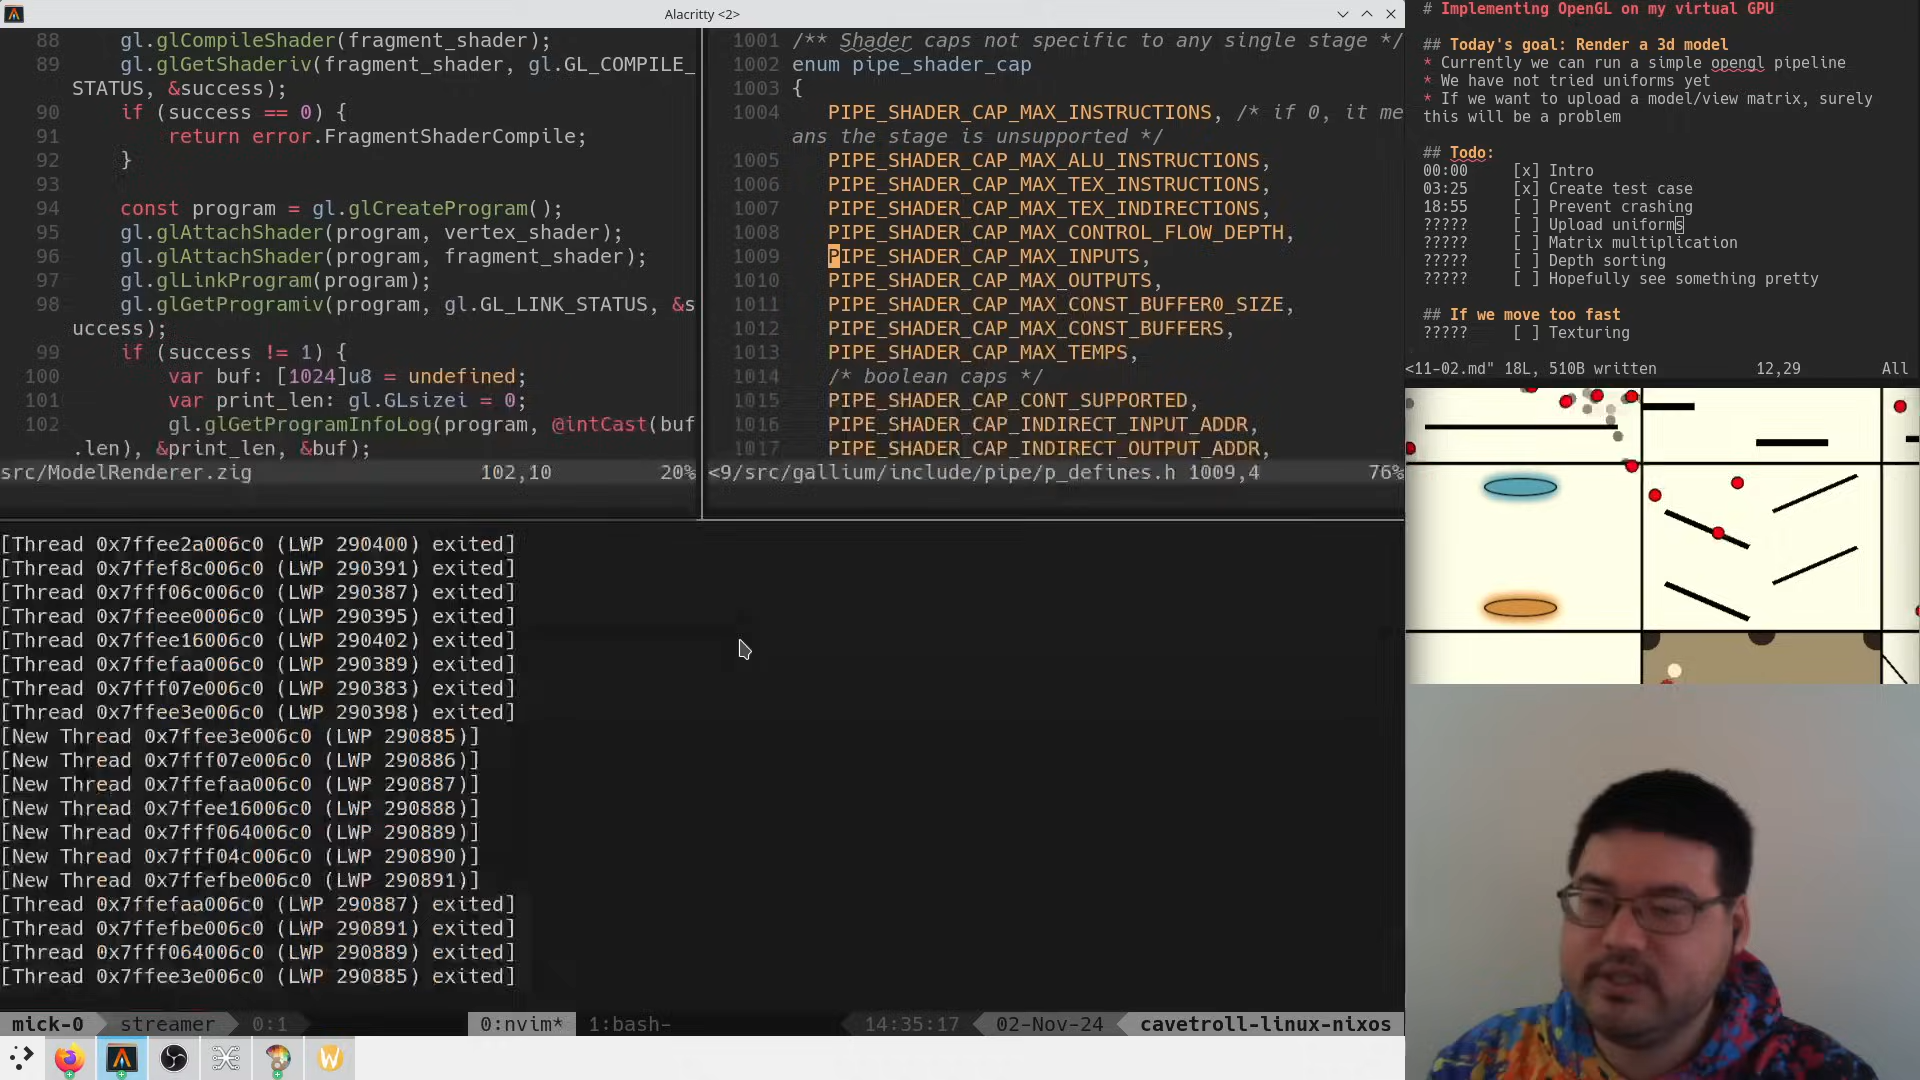 Alacritty <2>
88 gl.glCompileShader(fragment_shader);
89 gl.glGetShaderiv(fragment_shader, gl.GL_COMPILE_
STATUS, &success);
90 if (success == 0) {
91 return error.FragmentShaderCompile;
92 }
93
94 const program = gl.glCreateProgram();
95 gl.glAttachShader(program, vertex_shader);
96 gl.glAttachShader(program, fragment_shader);
97 gl.glLinkProgram(program);
98 gl.glGetProgramiv(program, gl.GL_LINK_STATUS, &s
uccess);
99 if (success != 1) {
100 var buf: [1024]u8 = undefined;
101 var print_len: gl.GLsizei = 0;
102 gl.glGetProgramInfoLog(program, @intCast(buf
.len), &print_len, &buf);
src/ModelRenderer.zig 102,10 20%
1001 /** Shader caps not specific to any single stage */
1002 enum pipe_shader_cap
1003 {
1004 PIPE_SHADER_CAP_MAX_INSTRUCTIONS, /* if 0, it me
ans the stage is unsupported */
1005 PIPE_SHADER_CAP_MAX_ALU_INSTRUCTIONS,
1006 PIPE_SHADER_CAP_MAX_TEX_INSTRUCTIONS,
1007 PIPE_SHADER_CAP_MAX_TEX_INDIRECTIONS,
1008 PIPE_SHADER_CAP_MAX_CONTROL_FLOW_DEPTH,
1009 PIPE_SHADER_CAP_MAX_INPUTS,
1010 PIPE_SHADER_CAP_MAX_OUTPUTS,
1011 PIPE_SHADER_CAP_MAX_CONST_BUFFER0_SIZE,
1012 PIPE_SHADER_CAP_MAX_CONST_BUFFERS,
1013 PIPE_SHADER_CAP_MAX_TEMPS,
1014 /* boolean caps */
1015 PIPE_SHADER_CAP_CONT_SUPPORTED,
1016 PIPE_SHADER_CAP_INDIRECT_INPUT_ADDR,
1017 PIPE_SHADER_CAP_INDIRECT_OUTPUT_ADDR,
<9/src/gallium/include/pipe/p_defines.h 1009,4 76%
[Thread 0x7ffee2a006c0 (LWP 290400) exited]
[Thread 0x7ffef8c006c0 (LWP 290391) exited]
[Thread 0x7fff06c006c0 (LWP 290387) exited]
[Thread 0x7ffeee0006c0 (LWP 290395) exited]
[Thread 0x7ffee16006c0 (LWP 290402) exited]
[Thread 0x7ffefaa006c0 (LWP 290389) exited]
[Thread 0x7fff07e006c0 (LWP 290383) exited]
[Thread 0x7ffee3e006c0 (LWP 290398) exited]
[New Thread 0x7ffee3e006c0 (LWP 290885)]
[New Thread 0x7fff07e006c0 (LWP 290886)]
[New Thread 0x7ffefaa006c0 (LWP 290887)]
[New Thread 0x7ffee16006c0 (LWP 290888)]
[New Thread 0x7fff064006c0 (LWP 290889)]
[New Thread 0x7fff04c006c0 (LWP 290890)]
[New Thread 0x7ffefbe006c0 (LWP 290891)]
[Thread 0x7ffefaa006c0 (LWP 290887) exited]
[Thread 0x7ffefbe006c0 (LWP 290891) exited]
[Thread 0x7fff064006c0 (LWP 290889) exited]
[Thread 0x7ffee3e006c0 (LWP 290885) exited]
mick-0 streamer 0:1 0:nvim* 1:bash- 14:35:17 02-Nov-24 cavetroll-linux-nixos
# Implementing OpenGL on my virtual GPU
## Today's goal: Render a 3d model
* Currently we can run a simple opengl pipeline
* We have not tried uniforms yet
* If we want to upload a model/view matrix, surely
this will be a problem
## Todo:
00:00 [x] Intro
03:25 [x] Create test case
18:55 [ ] Prevent crashing
????? [ ] Upload uniforms
????? [ ] Matrix multiplication
????? [ ] Depth sorting
????? [ ] Hopefully see something pretty
## If we move too fast
????? [ ] Texturing
<11-02.md" 18L, 510B written 12,29 All